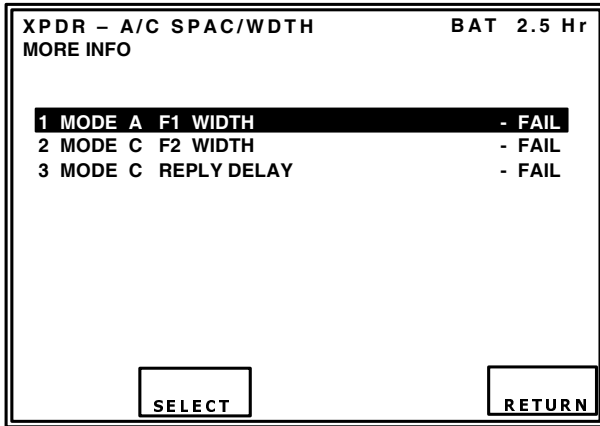 XPDR – A/C SPAC/WDTH BAT 2.5 Hr
MORE INFO
1 MODE A F1 WIDTH - FAIL
2 MODE C F2 WIDTH - FAIL
3 MODE C REPLY DELAY - FAIL
SELECT RETURN